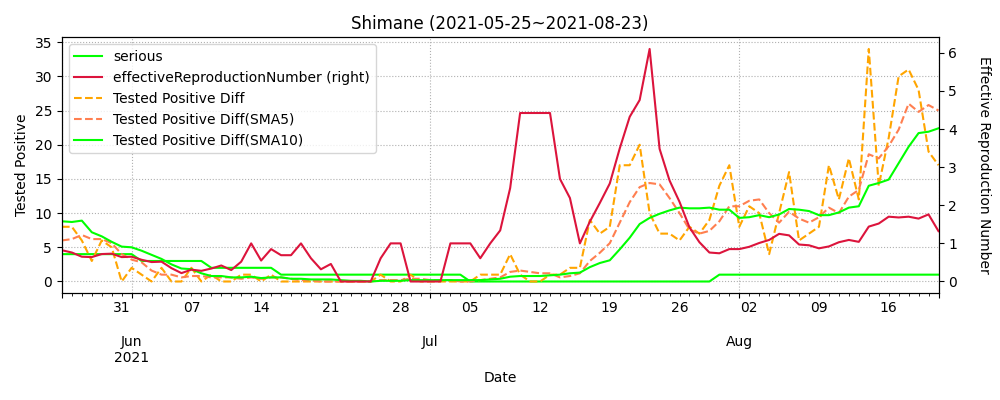 Shimane (2021-05-25~2021-08-23)
serious
effectiveReproductionNumber (right)
Tested Positive Diff
Tested Positive Diff(SMA5)
Tested Positive Diff(SMA10)
Tested Positive
35
30
25
20
15
10
5
0
6
5
4
3
2
1
0
Effective Reproduction Number
07 14 21 28 05 12 19 26 02 09 16
Jun Jul Aug
2021
Date